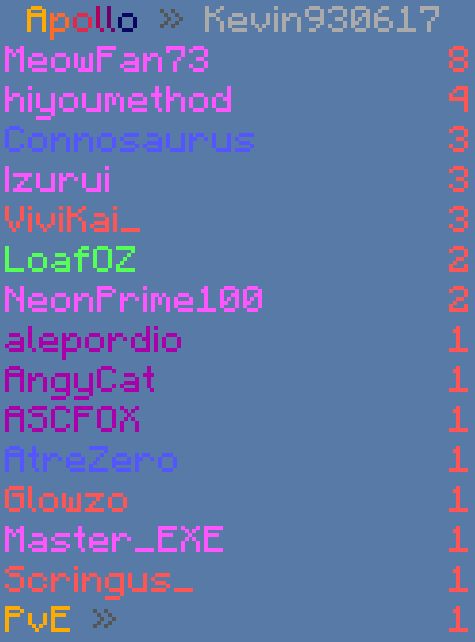 Apollo » Kevin930617
MeowFan73 8
hiyoumethod 4
Connosaurus 3
Izurui 3
ViviKai_ 3
LoafOZ 2
NeonPrime100 2
alepordio 1
AngyCat 1
ASCFOX 1
AtreZero 1
Glowzo 1
Master_EXE 1
Scringus_ 1
PvE » 1